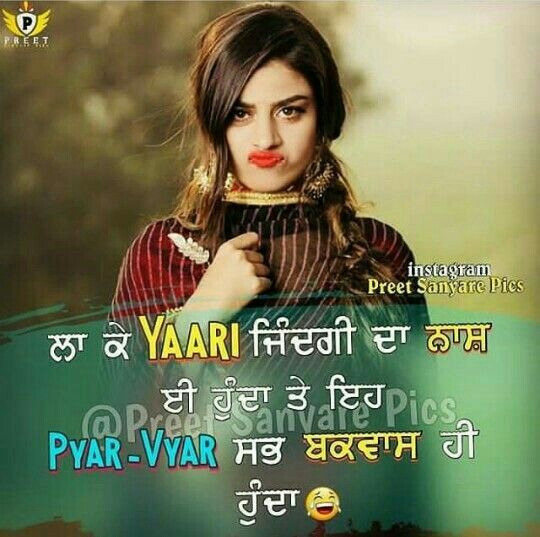 P
PREET
instagram
Preet Sanyare Pics
ਲਾ ਕੇ YAARI ਜਿੰਦਗੀ ਦਾ ਨਾਸ਼
ਈ ਹੁੰਦਾ ਤੇ ਇਹ
@Preet Sanyare Pics
PYAR-VYAR ਸਭ ਬਕਵਾਸ ਹੀ
ਹੁੰਦਾ